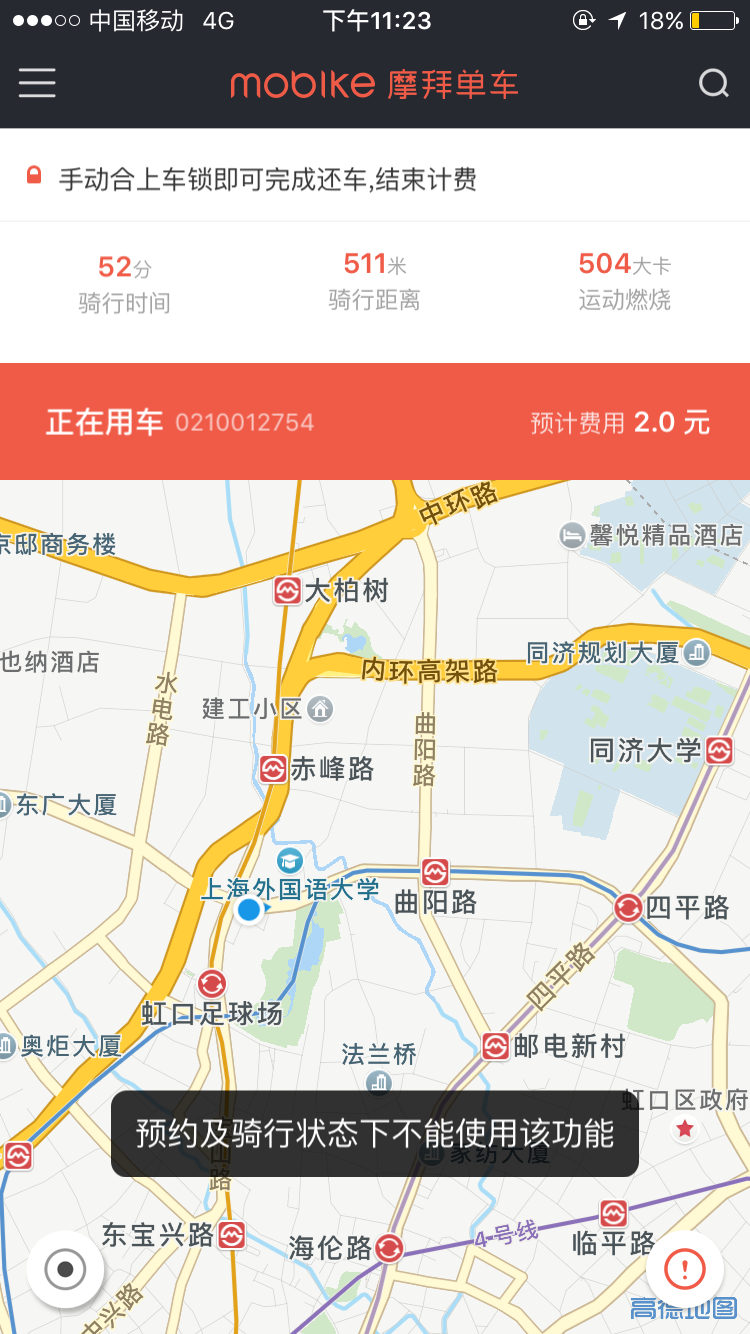 中国移动 4G 下午11:23 18%
mobike 摩拜单车
手动合上车锁即可完成还车,结束计费
52分 511米 504大卡
骑行时间 骑行距离 运动燃烧
正在用车 0210012754 预计费用 2.0 元
中环路
京邸商务楼
馨悦精品酒店
大柏树
同济规划大厦
也纳酒店
内环高架路
水电路
建工小区
曲阳路
同济大学
赤峰路
东广大厦
上海外国语大学
曲阳路
四平路
四平路
虹口足球场
奥炬大厦
法兰桥
邮电新村
虹口区政府
预约及骑行状态下不能使用该功能
家纺大厦
山路
东宝兴路
海伦路
4号线
临平路
中兴路
高德地图